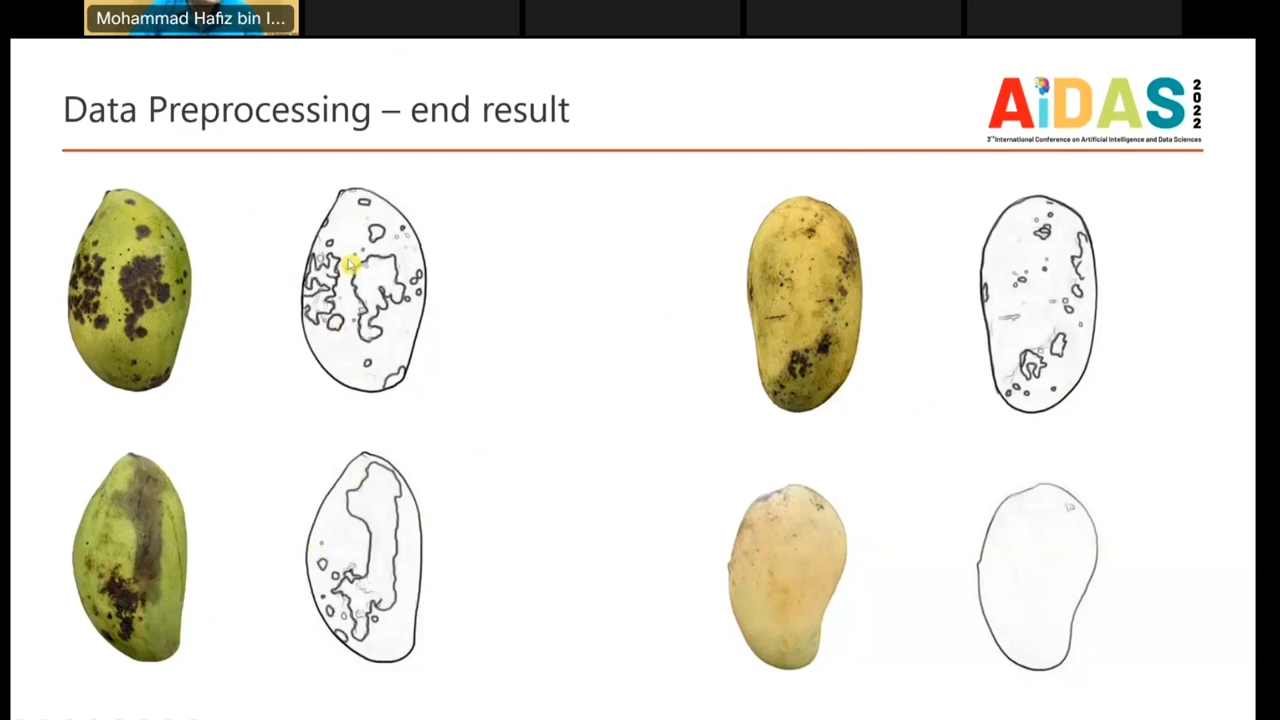 Mohammad Hafiz bin I...
Data Preprocessing – end result
AiDAS
2022
3rd International Conference on Artificial Intelligence and Data Sciences